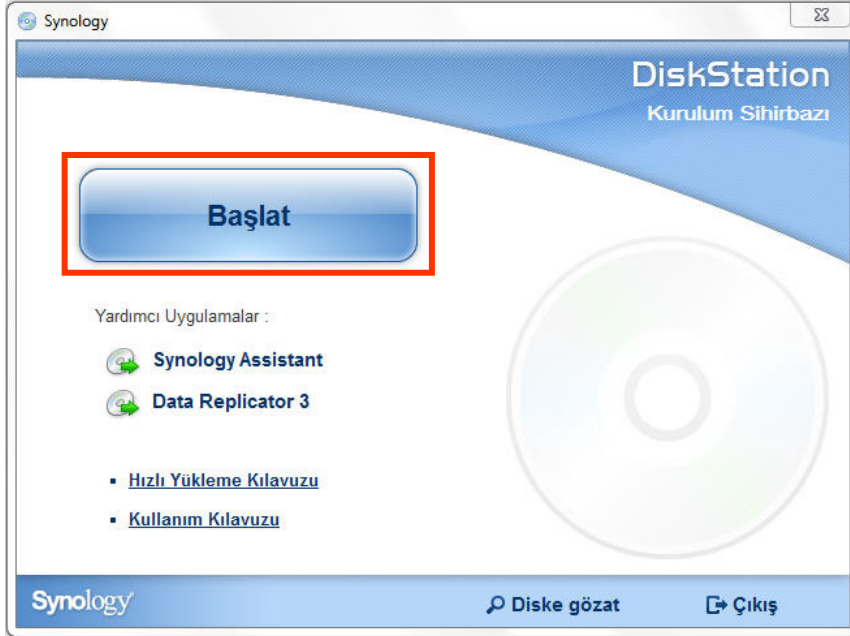 Synology
DiskStation
Kurulum Sihirbazı
Başlat
Yardımcı Uygulamalar :
Synology Assistant
Data Replicator 3
Hızlı Yükleme Kılavuzu
Kullanım Kılavuzu
Synology
Diske gözat
Çıkış